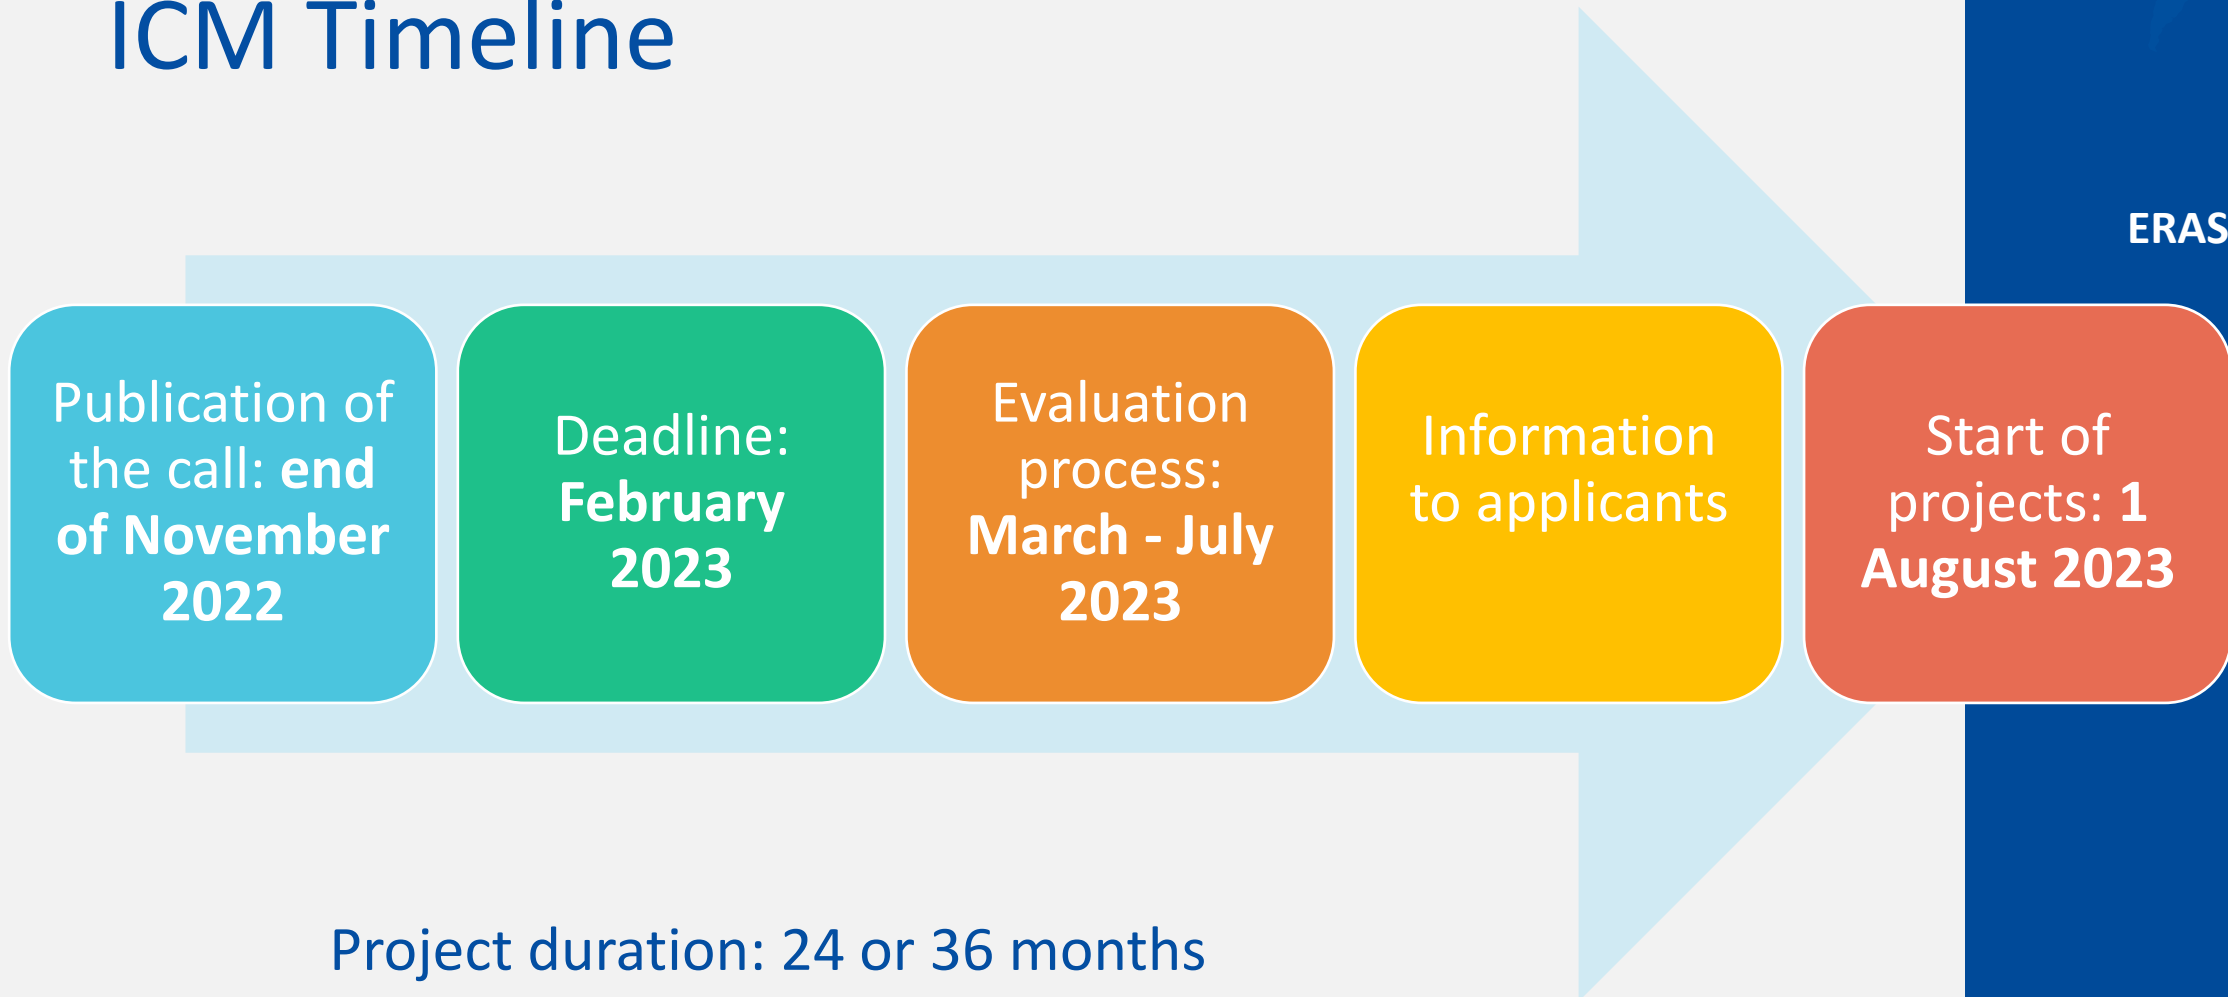 ICM Timeline
ERAS
Publication of
the call: end
of November
2022
Deadline:
February
2023
Evaluation
process:
March - July
2023
Information
to applicants
Start of
projects: 1
August 2023
Project duration: 24 or 36 months